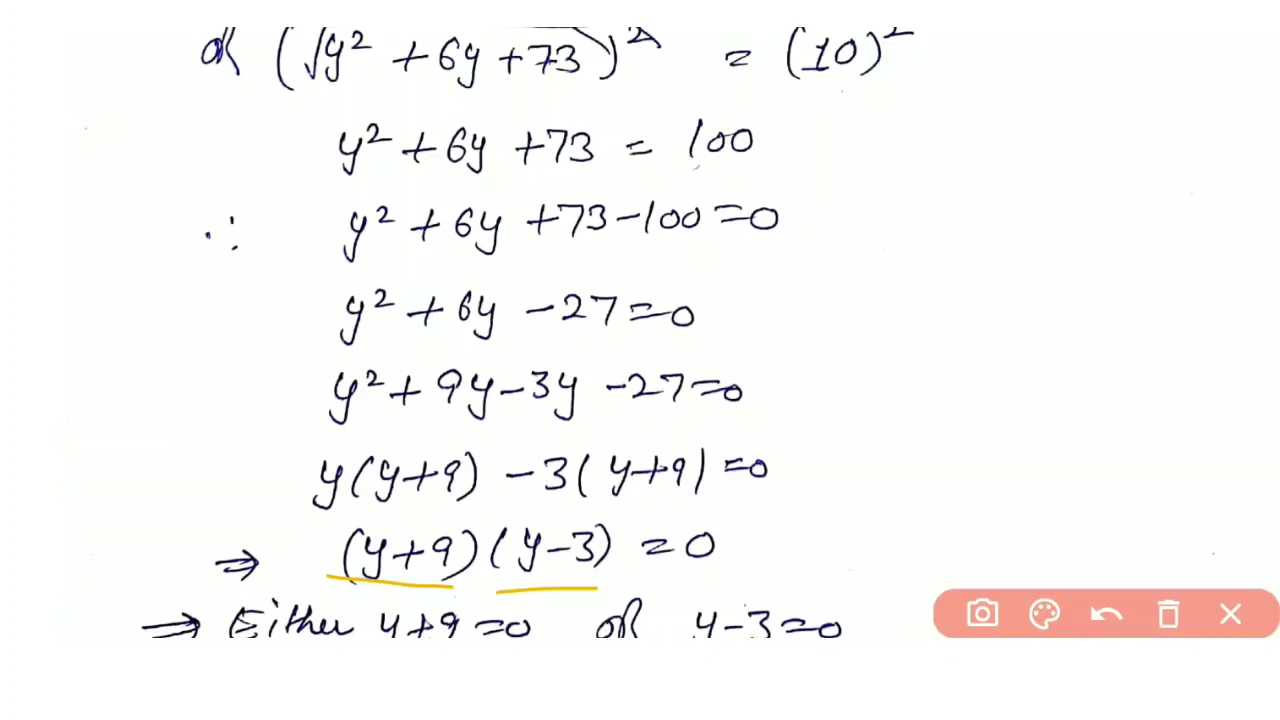 or (√y² + 6y + 73)² = (10)²
y² + 6y + 73 = 100
∴ y² + 6y + 73 - 100 = 0
y² + 6y - 27 = 0
y² + 9y - 3y - 27 = 0
y(y+9) - 3(y+9) = 0
⇒ (y+9)(y-3) = 0
⇒ Either y+9 = 0 or y-3 = 0